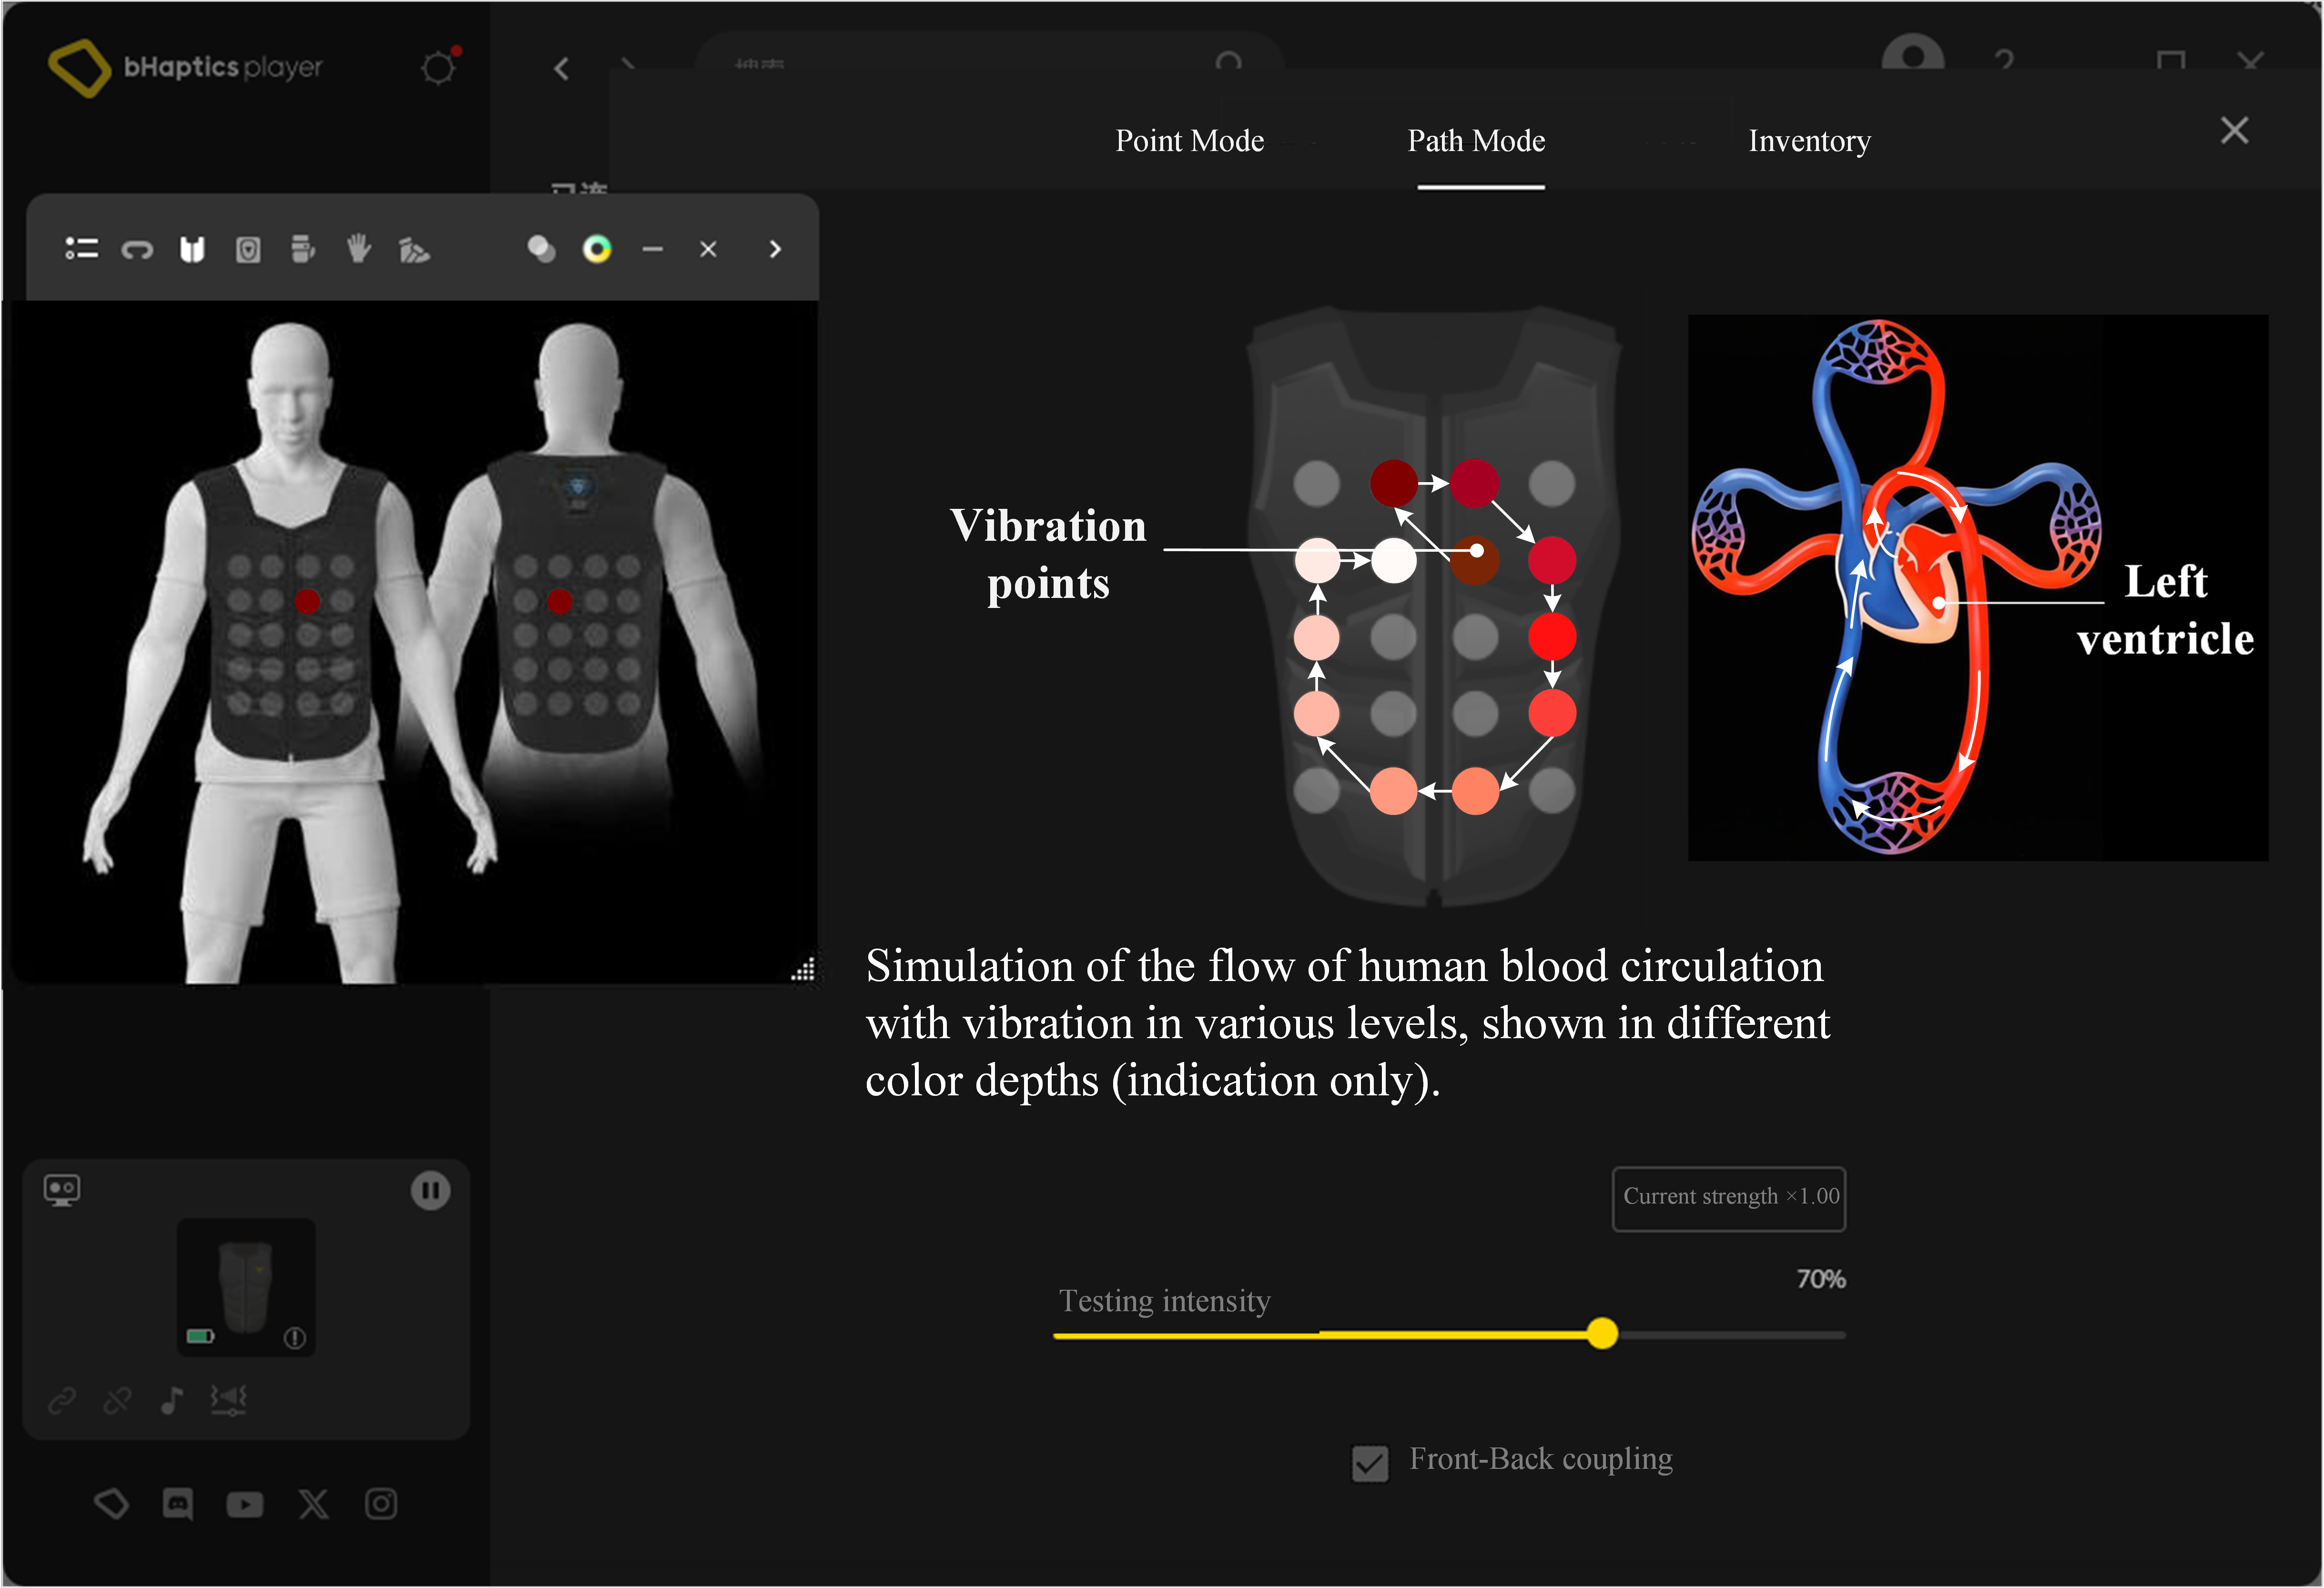 bHaptics player
搜索
Point Mode
Path Mode
Inventory
Vibration
points
Left
ventricle
Simulation of the flow of human blood circulation
with vibration in various levels, shown in different
color depths (indication only).
Current strength ×1.00
70%
Testing intensity
Front-Back coupling